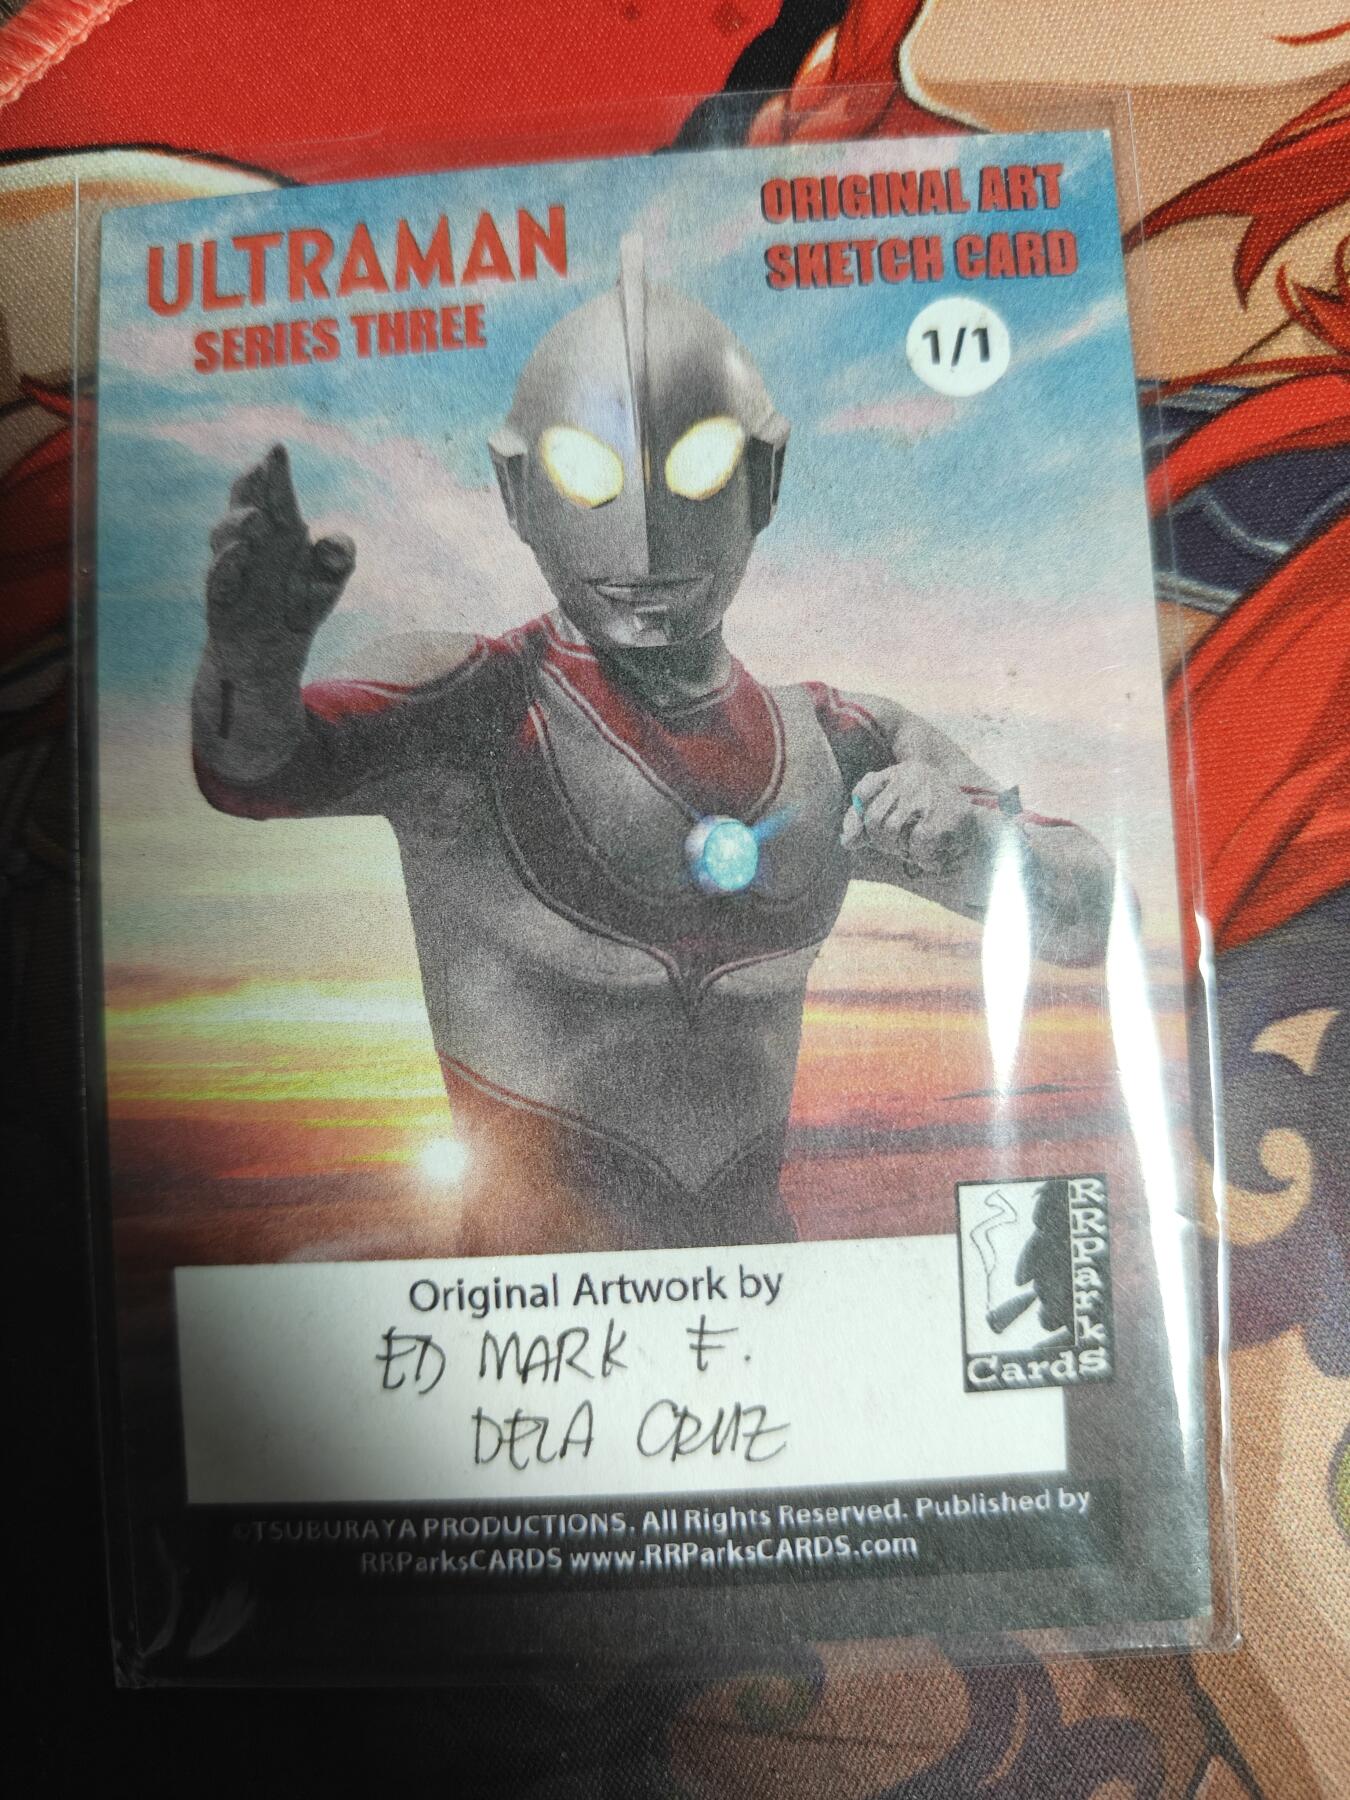 ULTRAMAN
SERIES THREE
ORIGINAL ART
SKETCH CARD
1/1
Original Artwork by
ED MARK F.
DELA CRUZ
RRParks
CardS
©TSUBURAYA PRODUCTIONS. All Rights Reserved. Published by
RRParksCARDS www.RRParksCARDS.com